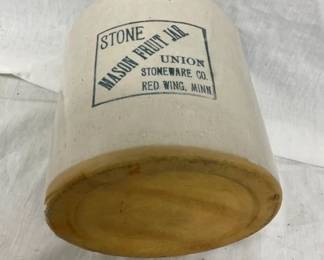 STONE
MASON FRUIT JAR
UNION
STONEWARE CO.
RED WING, MINN